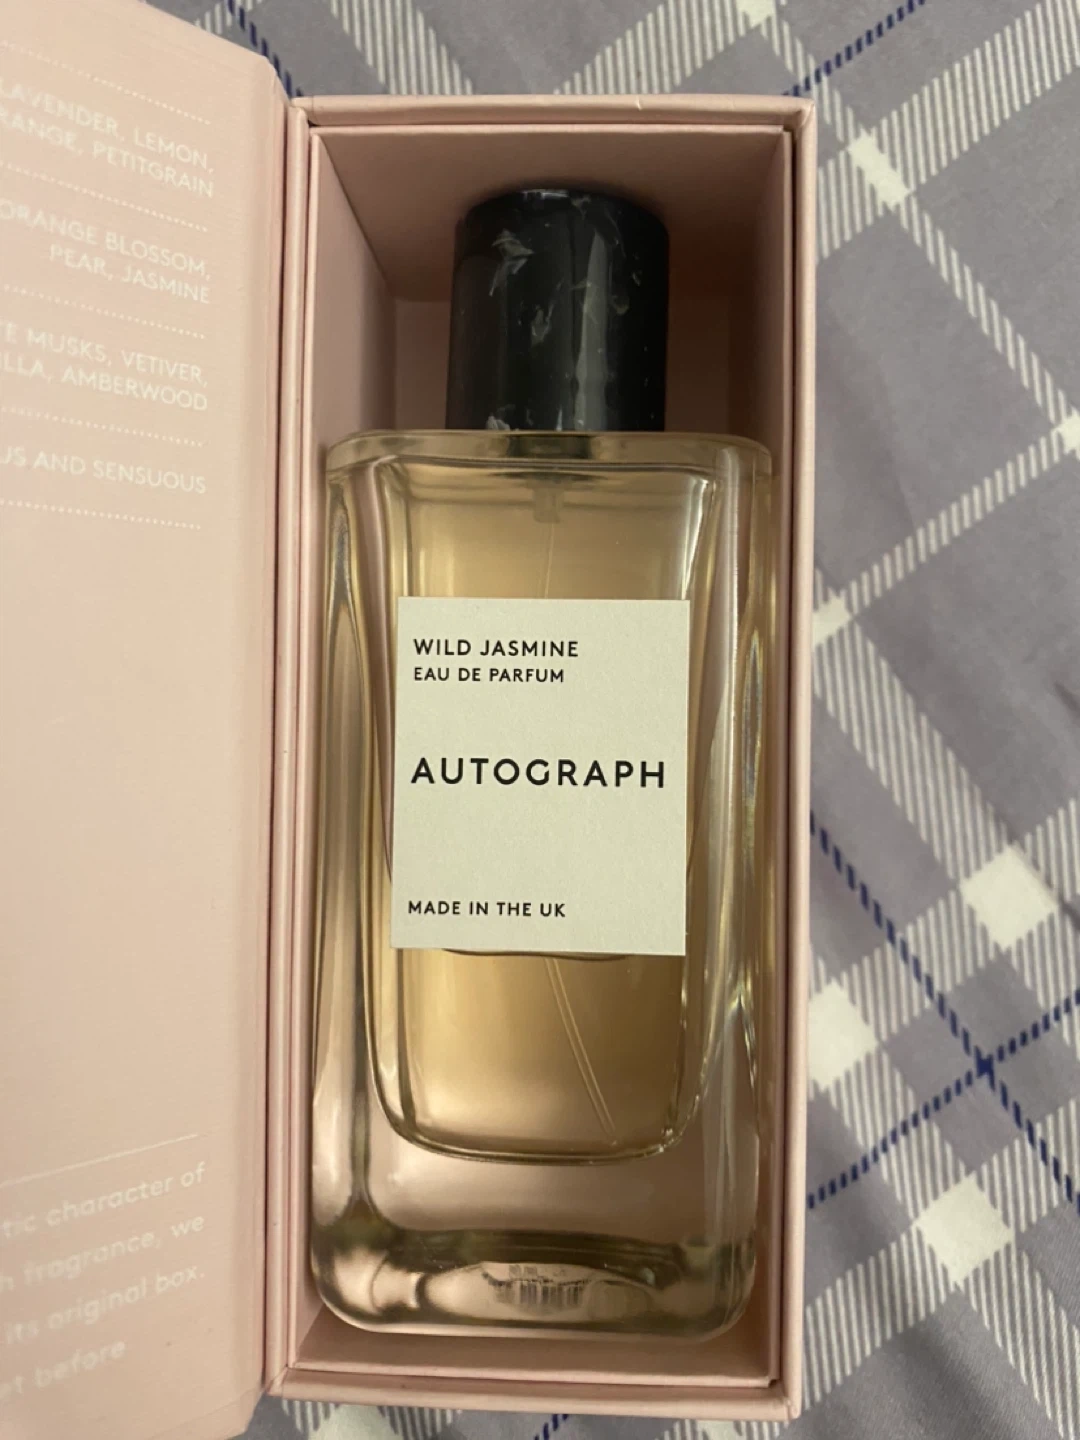 LAVENDER, LEMON,
PETITGRAIN
ORANGE BLOSSOM,
PEAR, JASMINE
MUSKS, VETIVER,
AMBERWOOD
AND SENSUOUS
WILD JASMINE
EAU DE PARFUM
AUTOGRAPH
MADE IN THE UK
character of
fragrance, we
its original box.
before